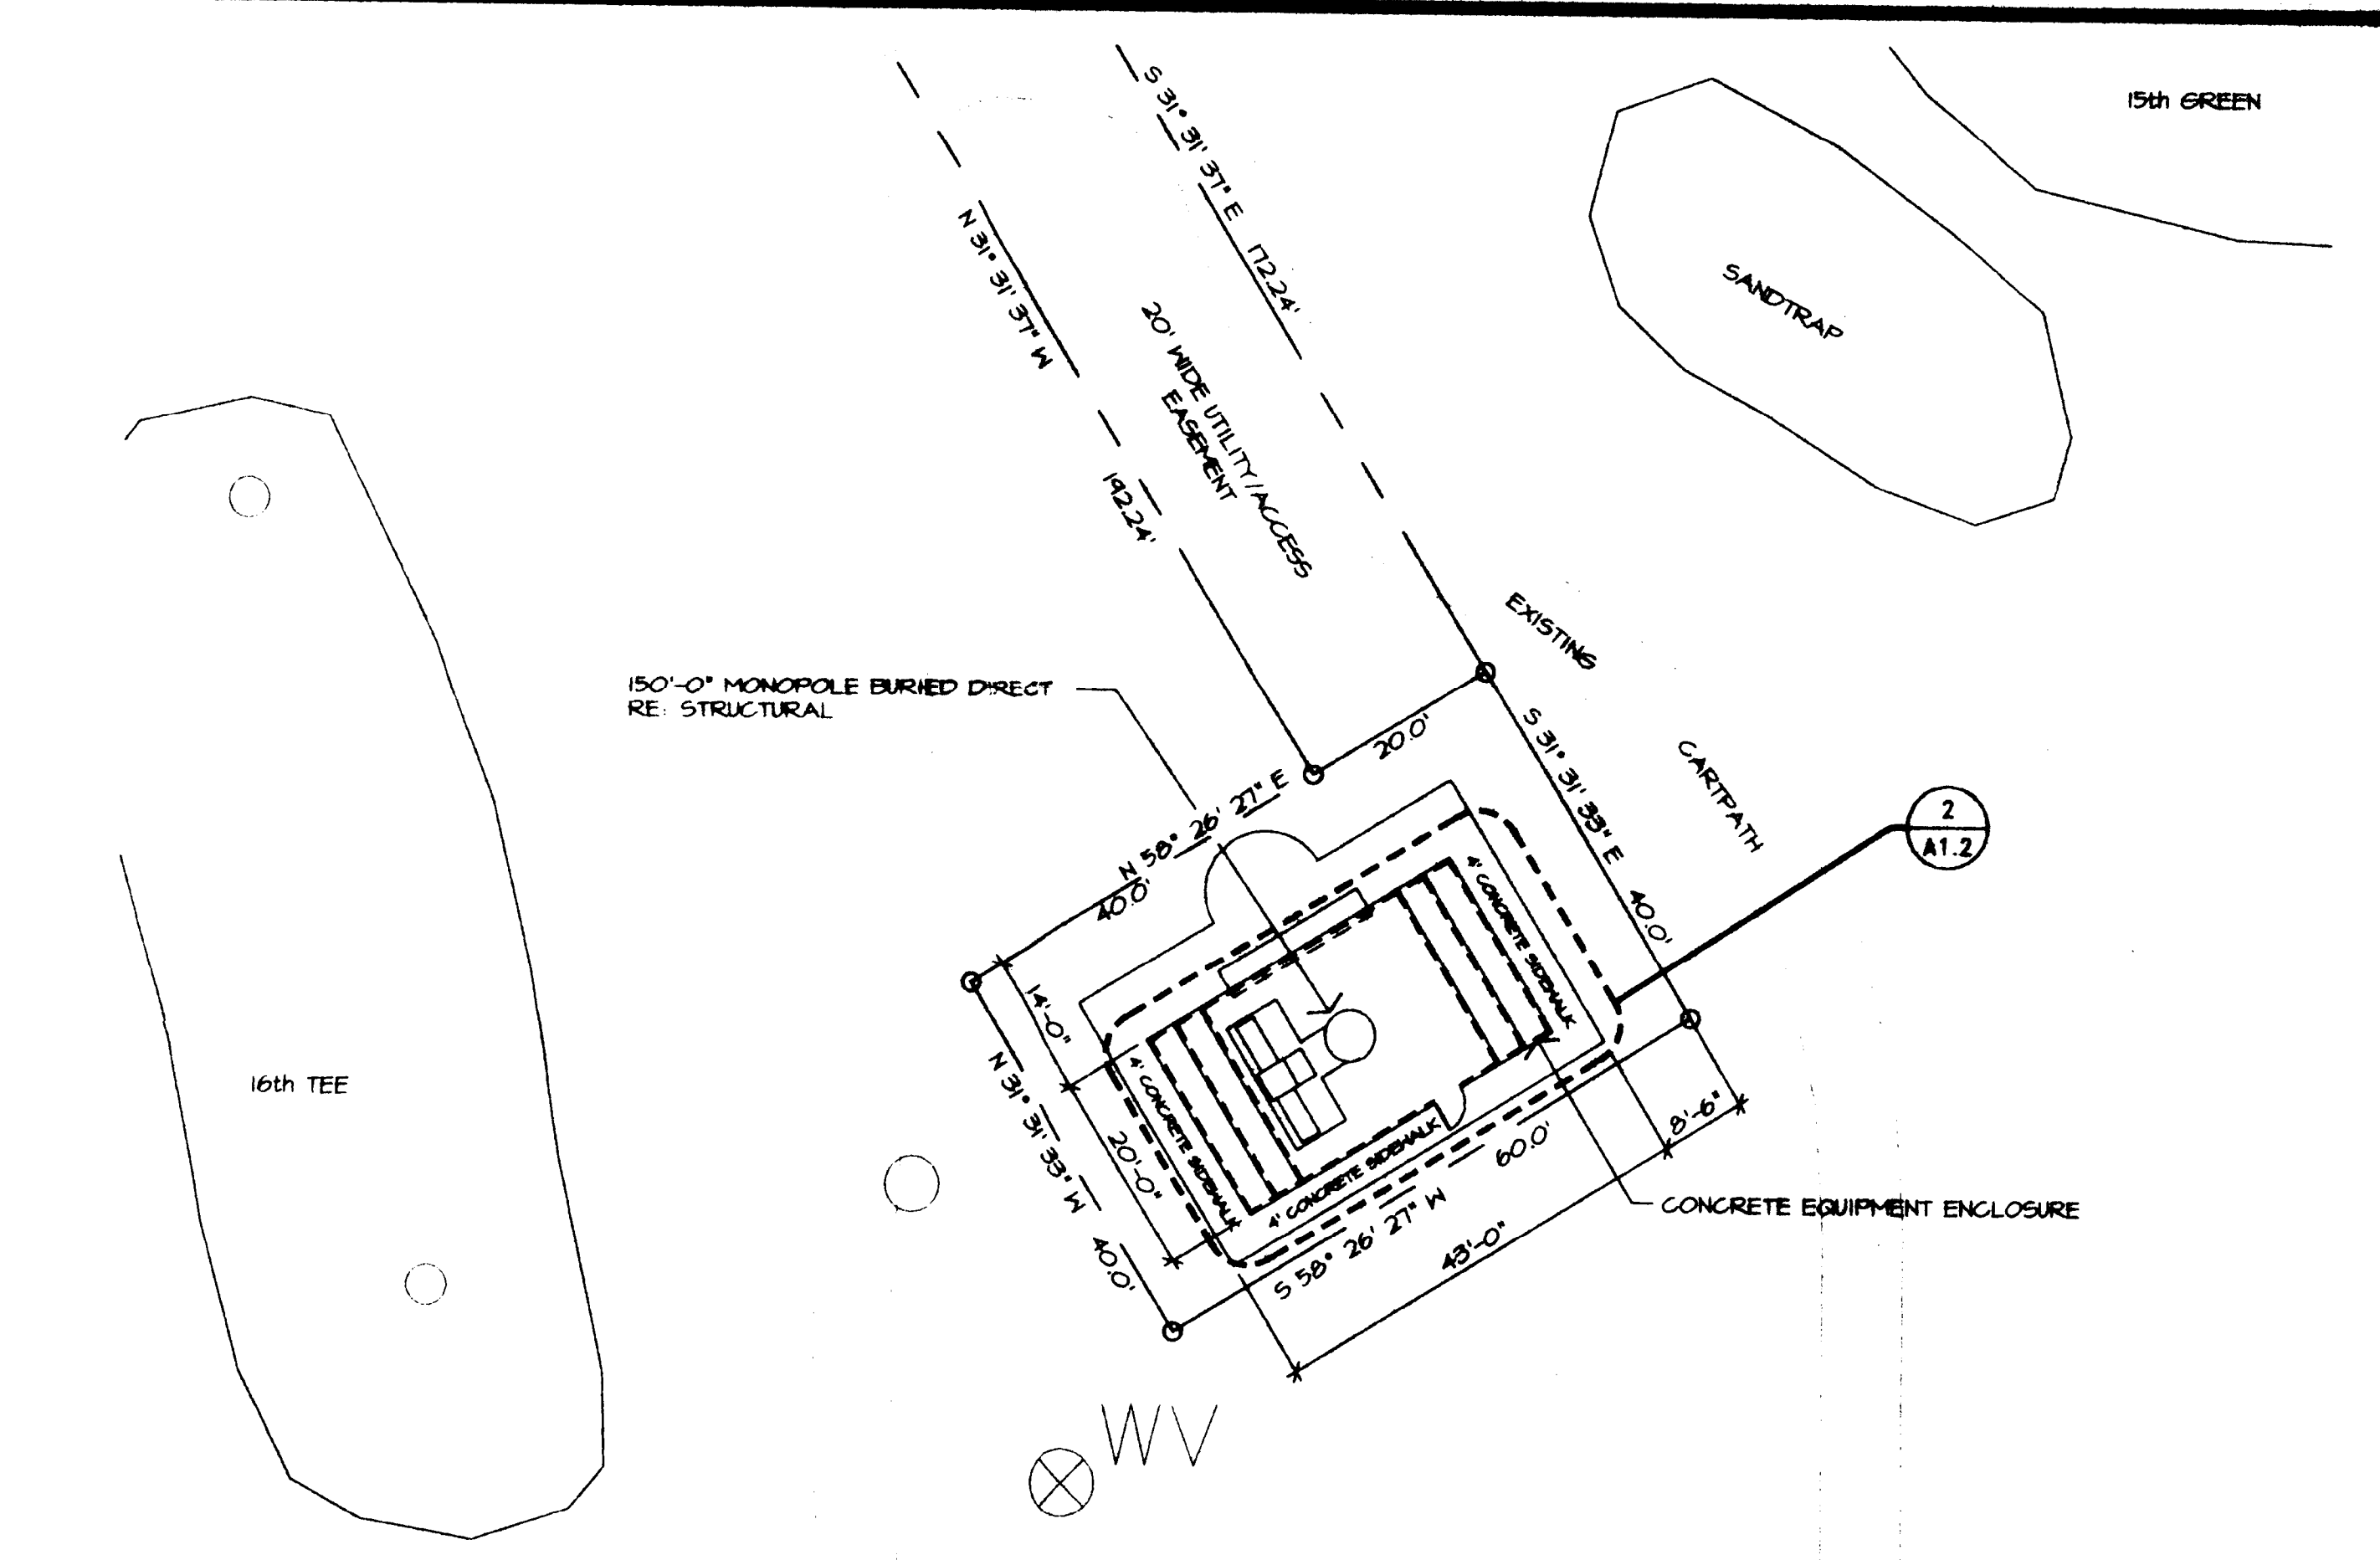 15th GREEN
SANDTRAP
S 31° 31' 37" E 172.24'
N 31° 31' 37" W 192.24'
20' WIDE UTILITY/ACCESS
EASEMENT
EXISTING
CARTPATH
150'-0" MONOPOLE BURIED DIRECT
RE: STRUCTURAL
20.0'
S 31° 31' 33" E 40.0'
2
A1.2
N 58° 26' 27" E
40.0'
14'-0"
20'-0"
N 31° 31' 33" W 40.0'
4' CONCRETE SIDEWALK
4' CONCRETE SIDEWALK
4' CONCRETE SIDEWALK
S 58° 26' 27" W 60.0'
8'-6"
43'-0"
CONCRETE EQUIPMENT ENCLOSURE
16th TEE
WV